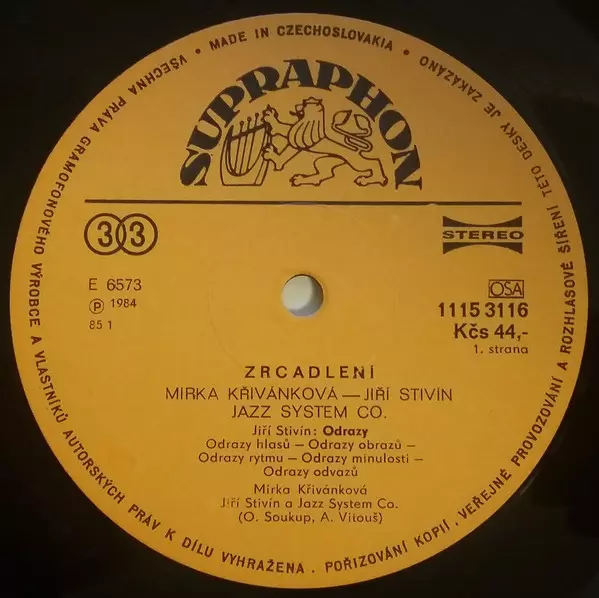 VŠECHNA PRÁVA GRAMOFONOVÉHO VÝROBCE A VLASTNÍKŮ AUTORSKÝCH PRÁV K DÍLU VYHRAŽENA . POŘIZOVÁNÍ KOPIÍ , VEŘEJNÉ PROVOZOVÁNÍ A ROZHLASOVÉ ŠÍŘENÍ TÉTO DESKY JE ZAKÁZÁNO
• MADE IN CZECHOSLOVAKIA •
SUPRAPHON
33
STEREO
E 6573
Ⓟ 1984
85 1
OSA
1115 3116
Kčs 44,-
1. strana
ZRCADLENÍ
MIRKA KŘIVÁNKOVÁ — JIŘÍ STIVÍN
JAZZ SYSTEM CO.
Jiří Stivín: Odrazy
Odrazy hlasů — Odrazy obrazů —
Odrazy rytmu — Odrazy minulosti —
Odrazy odvazů
Mirka Křivánková
Jiří Stivín a Jazz System Co.
(O. Soukup, A. Vitouš)